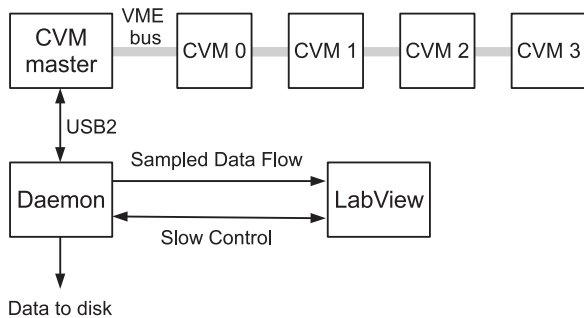 VME
bus
CVM
master
CVM 0
CVM 1
CVM 2
CVM 3
USB2
Sampled Data Flow
Daemon
LabView
Slow Control
Data to disk